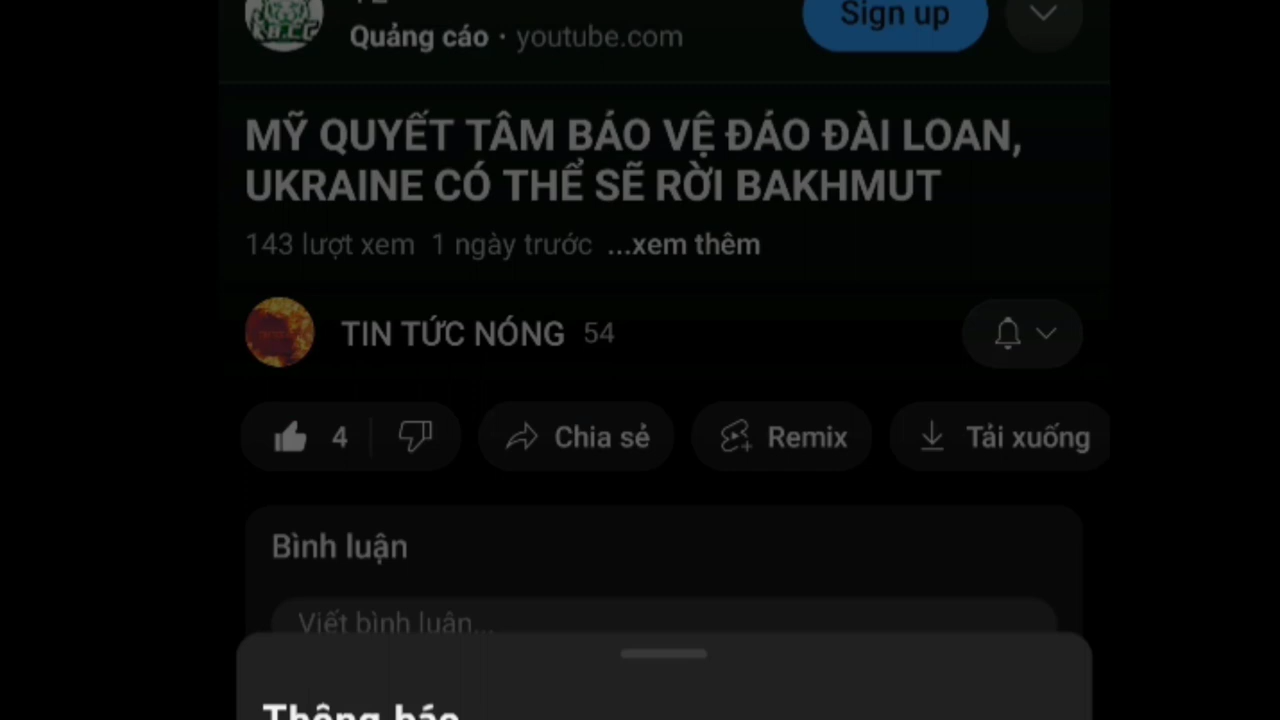 Sign up
Quảng cáo · youtube.com
MỸ QUYẾT TÂM BẢO VỆ ĐẢO ĐÀI LOAN,
UKRAINE CÓ THỂ SẼ RỜI BAKHMUT
143 lượt xem 1 ngày trước ...xem thêm
TIN TỨC NÓNG 54
4 Chia sẻ Remix Tải xuống
Bình luận
Viết bình luận...
Thông báo